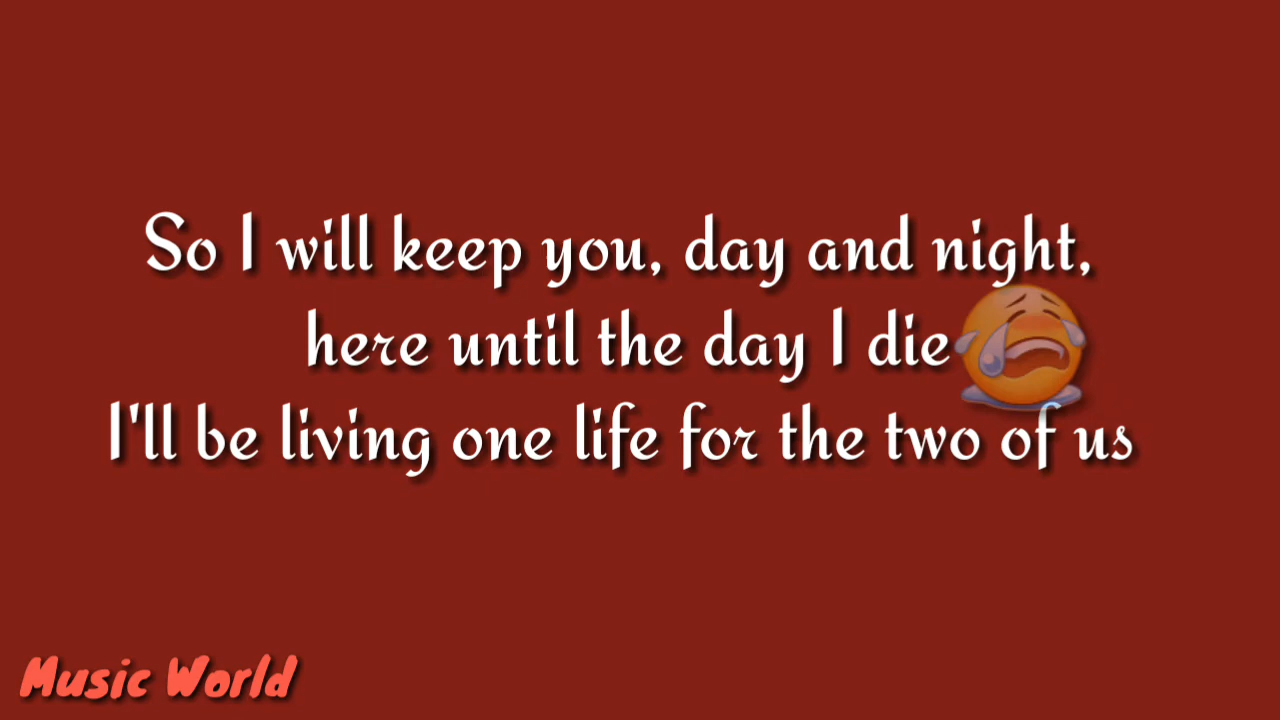 So I will keep you, day and night,
here until the day I die
I'll be living one life for the two of us
Music World